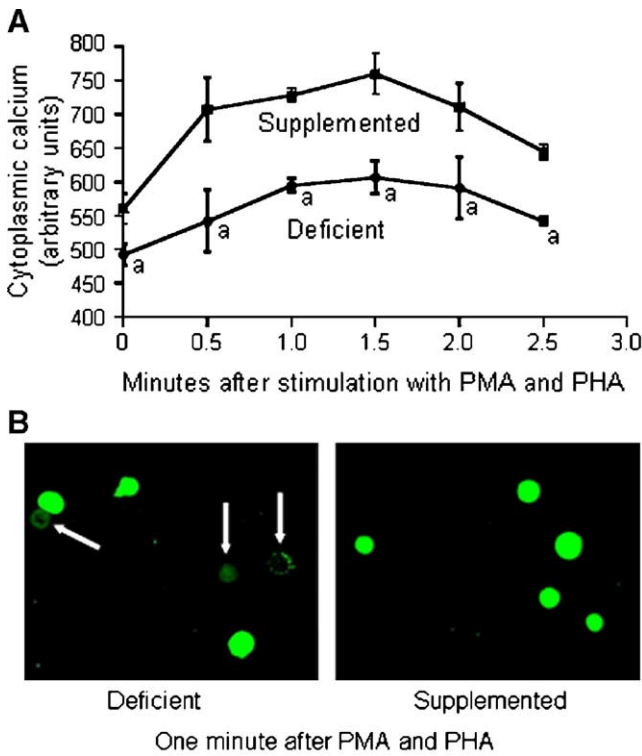 A
Cytoplasmic calcium
(arbitrary units)
800
750
700
650
600
550
500
450
400
Supplemented
Deficient
a
a
a
a
a
a
0 0.5 1.0 1.5 2.0 2.5 3.0
Minutes after stimulation with PMA and PHA
B
Deficient Supplemented
One minute after PMA and PHA